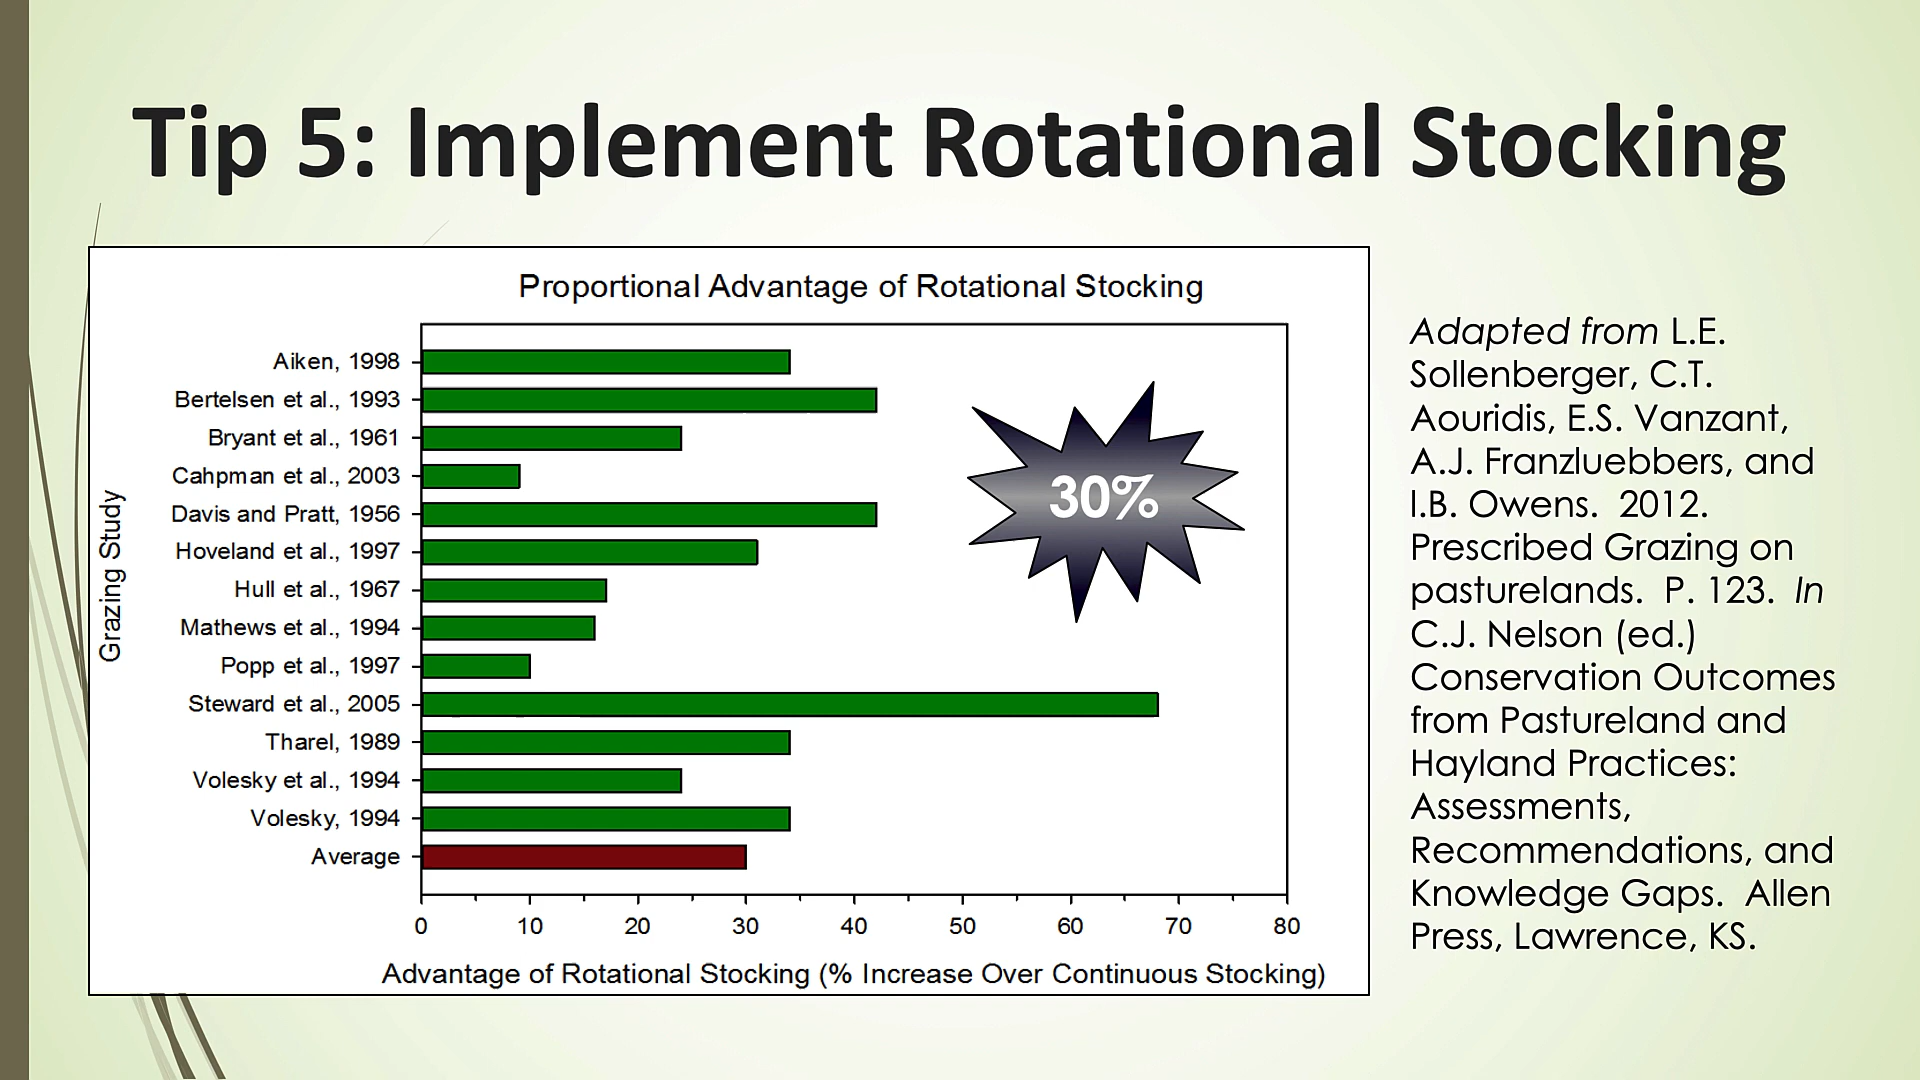 Tip 5: Implement Rotational Stocking
Proportional Advantage of Rotational Stocking
Grazing Study
Aiken, 1998
Bertelsen et al., 1993
Bryant et al., 1961
Cahpman et al., 2003
Davis and Pratt, 1956
Hoveland et al., 1997
Hull et al., 1967
Mathews et al., 1994
Popp et al., 1997
Steward et al., 2005
Tharel, 1989
Volesky et al., 1994
Volesky, 1994
Average
0 10 20 30 40 50 60 70 80
Advantage of Rotational Stocking (% Increase Over Continuous Stocking)
30%
Adapted from L.E.
Sollenberger, C.T.
Aouridis, E.S. Vanzant,
A.J. Franzluebbers, and
I.B. Owens.  2012.
Prescribed Grazing on
pasturelands.  P. 123.  In
C.J. Nelson (ed.)
Conservation Outcomes
from Pastureland and
Hayland Practices:
Assessments,
Recommendations, and
Knowledge Gaps.  Allen
Press, Lawrence, KS.